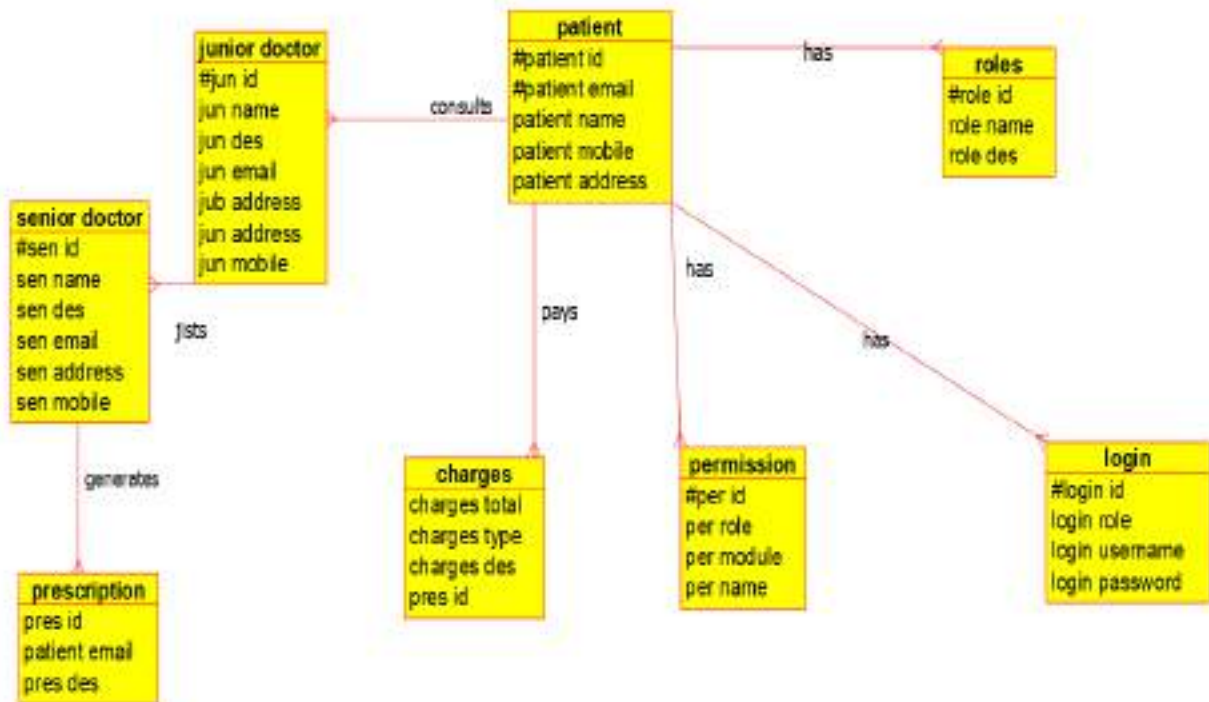 patient
#patient id
#patient email
patient name
patient mobile
patient address
junior doctor
#jun id
jun name
jun des
jun email
jub address
jun address
jun mobile
consults
has
roles
#role id
role name
role des
senior doctor
#sen id
sen name
sen des
sen email
sen address
sen mobile
jists
pays
has
has
generates
charges
charges total
charges type
charges des
pres id
permission
#per id
per role
per module
per name
login
#login id
login role
login username
login password
prescription
pres id
patient email
pres des